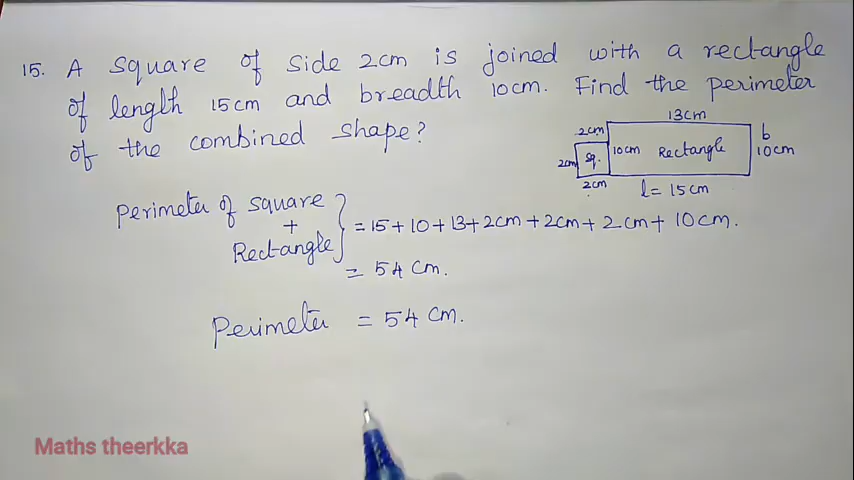 15. A square of side 2cm is joined with a rectangle
of length 15cm and breadth 10cm. Find the perimeter
of the combined shape?
13cm
2cm
b
2cm
sq.
10cm
Rectangle
10cm
2cm
l = 15cm
Perimeter of square
+
Rectangle
} = 15+10+13+2cm+2cm+2cm+10cm.
= 54 cm.
Perimeter = 54 cm.
Maths theerkka